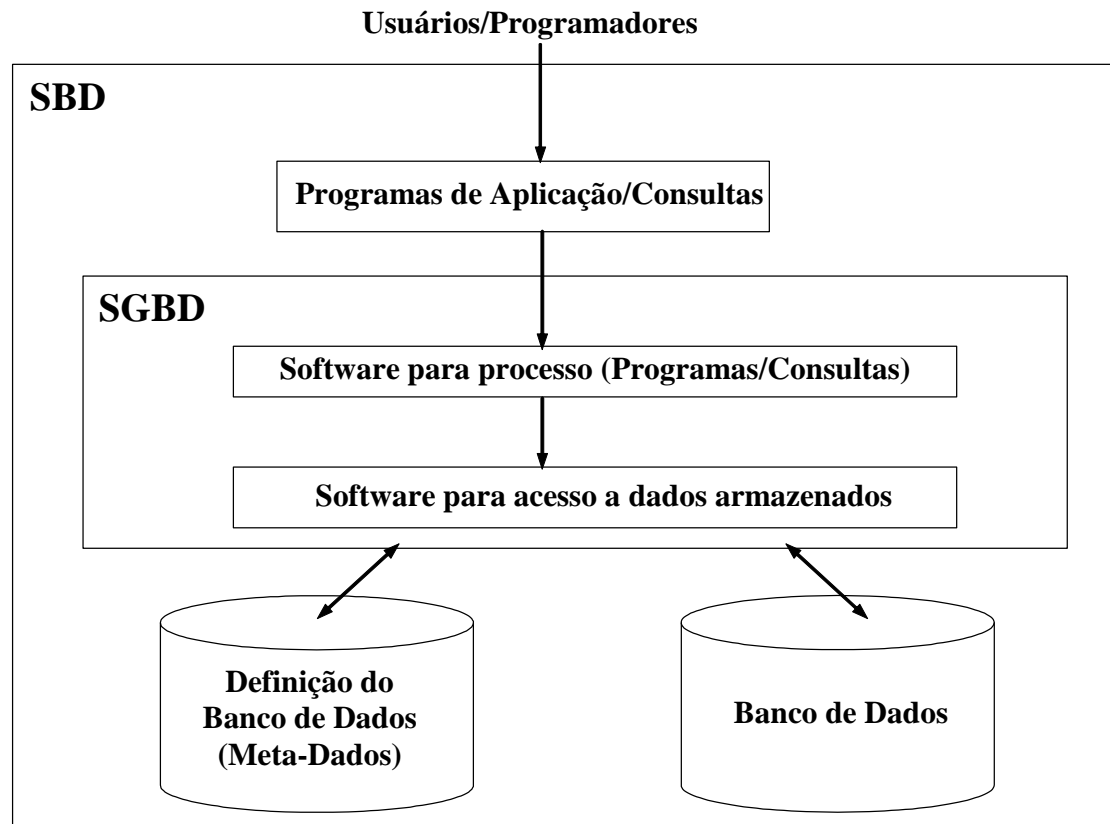 Usuários/Programadores
SBD
Programas de Aplicação/Consultas
SGBD
Software para processo (Programas/Consultas)
Software para acesso a dados armazenados
Definição do
Banco de Dados
(Meta-Dados)
Banco de Dados